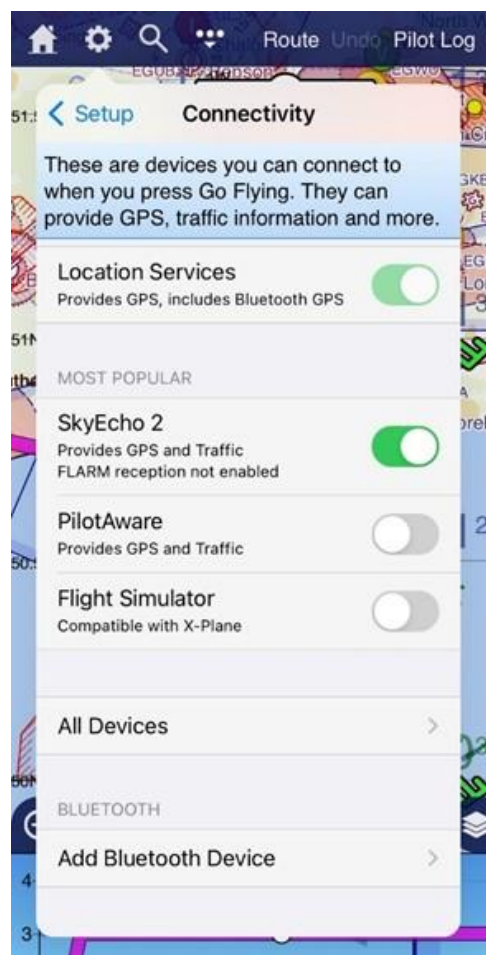 Route Undo Pilot Log
Setup
Connectivity
These are devices you can connect to
when you press Go Flying. They can
provide GPS, traffic information and more.
Location Services
Provides GPS, includes Bluetooth GPS
MOST POPULAR
SkyEcho 2
Provides GPS and Traffic
FLARM reception not enabled
PilotAware
Provides GPS and Traffic
Flight Simulator
Compatible with X-Plane
All Devices
BLUETOOTH
Add Bluetooth Device
4
3